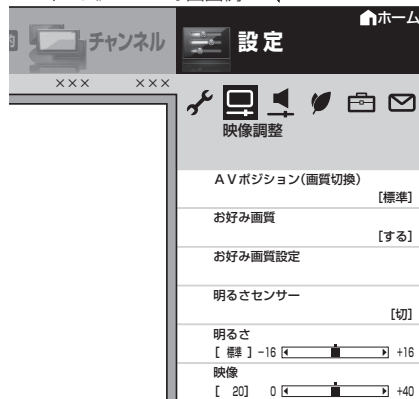 チャンネル
設定
ホーム
×××　×××
映像調整
AVポジション(画質切換)
[標準]
お好み画質
[する]
お好み画質設定
明るさセンサー
[切]
明るさ
[ 標準 ] -16 +16
映像
[ 20] 0 +40